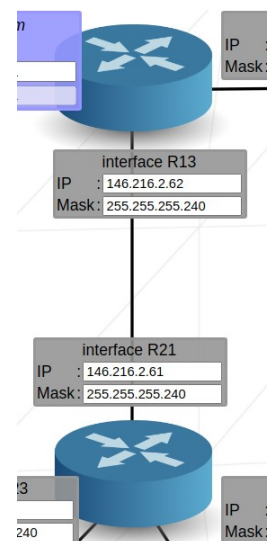 m
IP :
Mask:
interface R13
IP : 146.216.2.62
Mask: 255.255.255.240
interface R21
IP : 146.216.2.61
Mask: 255.255.255.240
23
240
IP :
Mask: